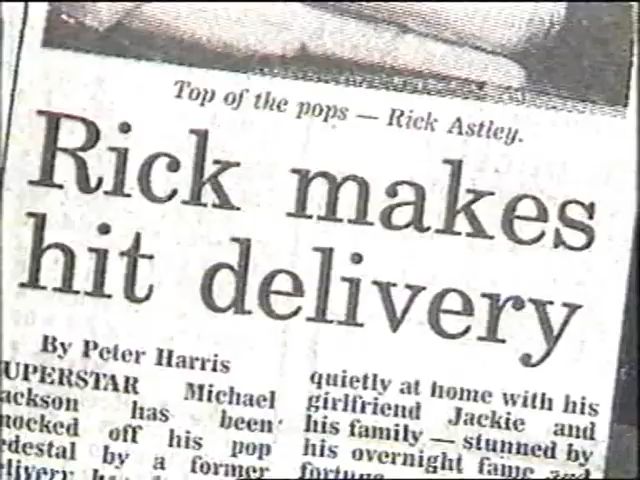 Top of the pops — Rick Astley.
Rick makes
hit delivery
By Peter Harris
UPERSTAR Michael
ackson has been
nocked off his pop
edestal by a former
elivery
quietly at home with his
girlfriend Jackie and
his family — stunned by
his overnight fame and
fortune